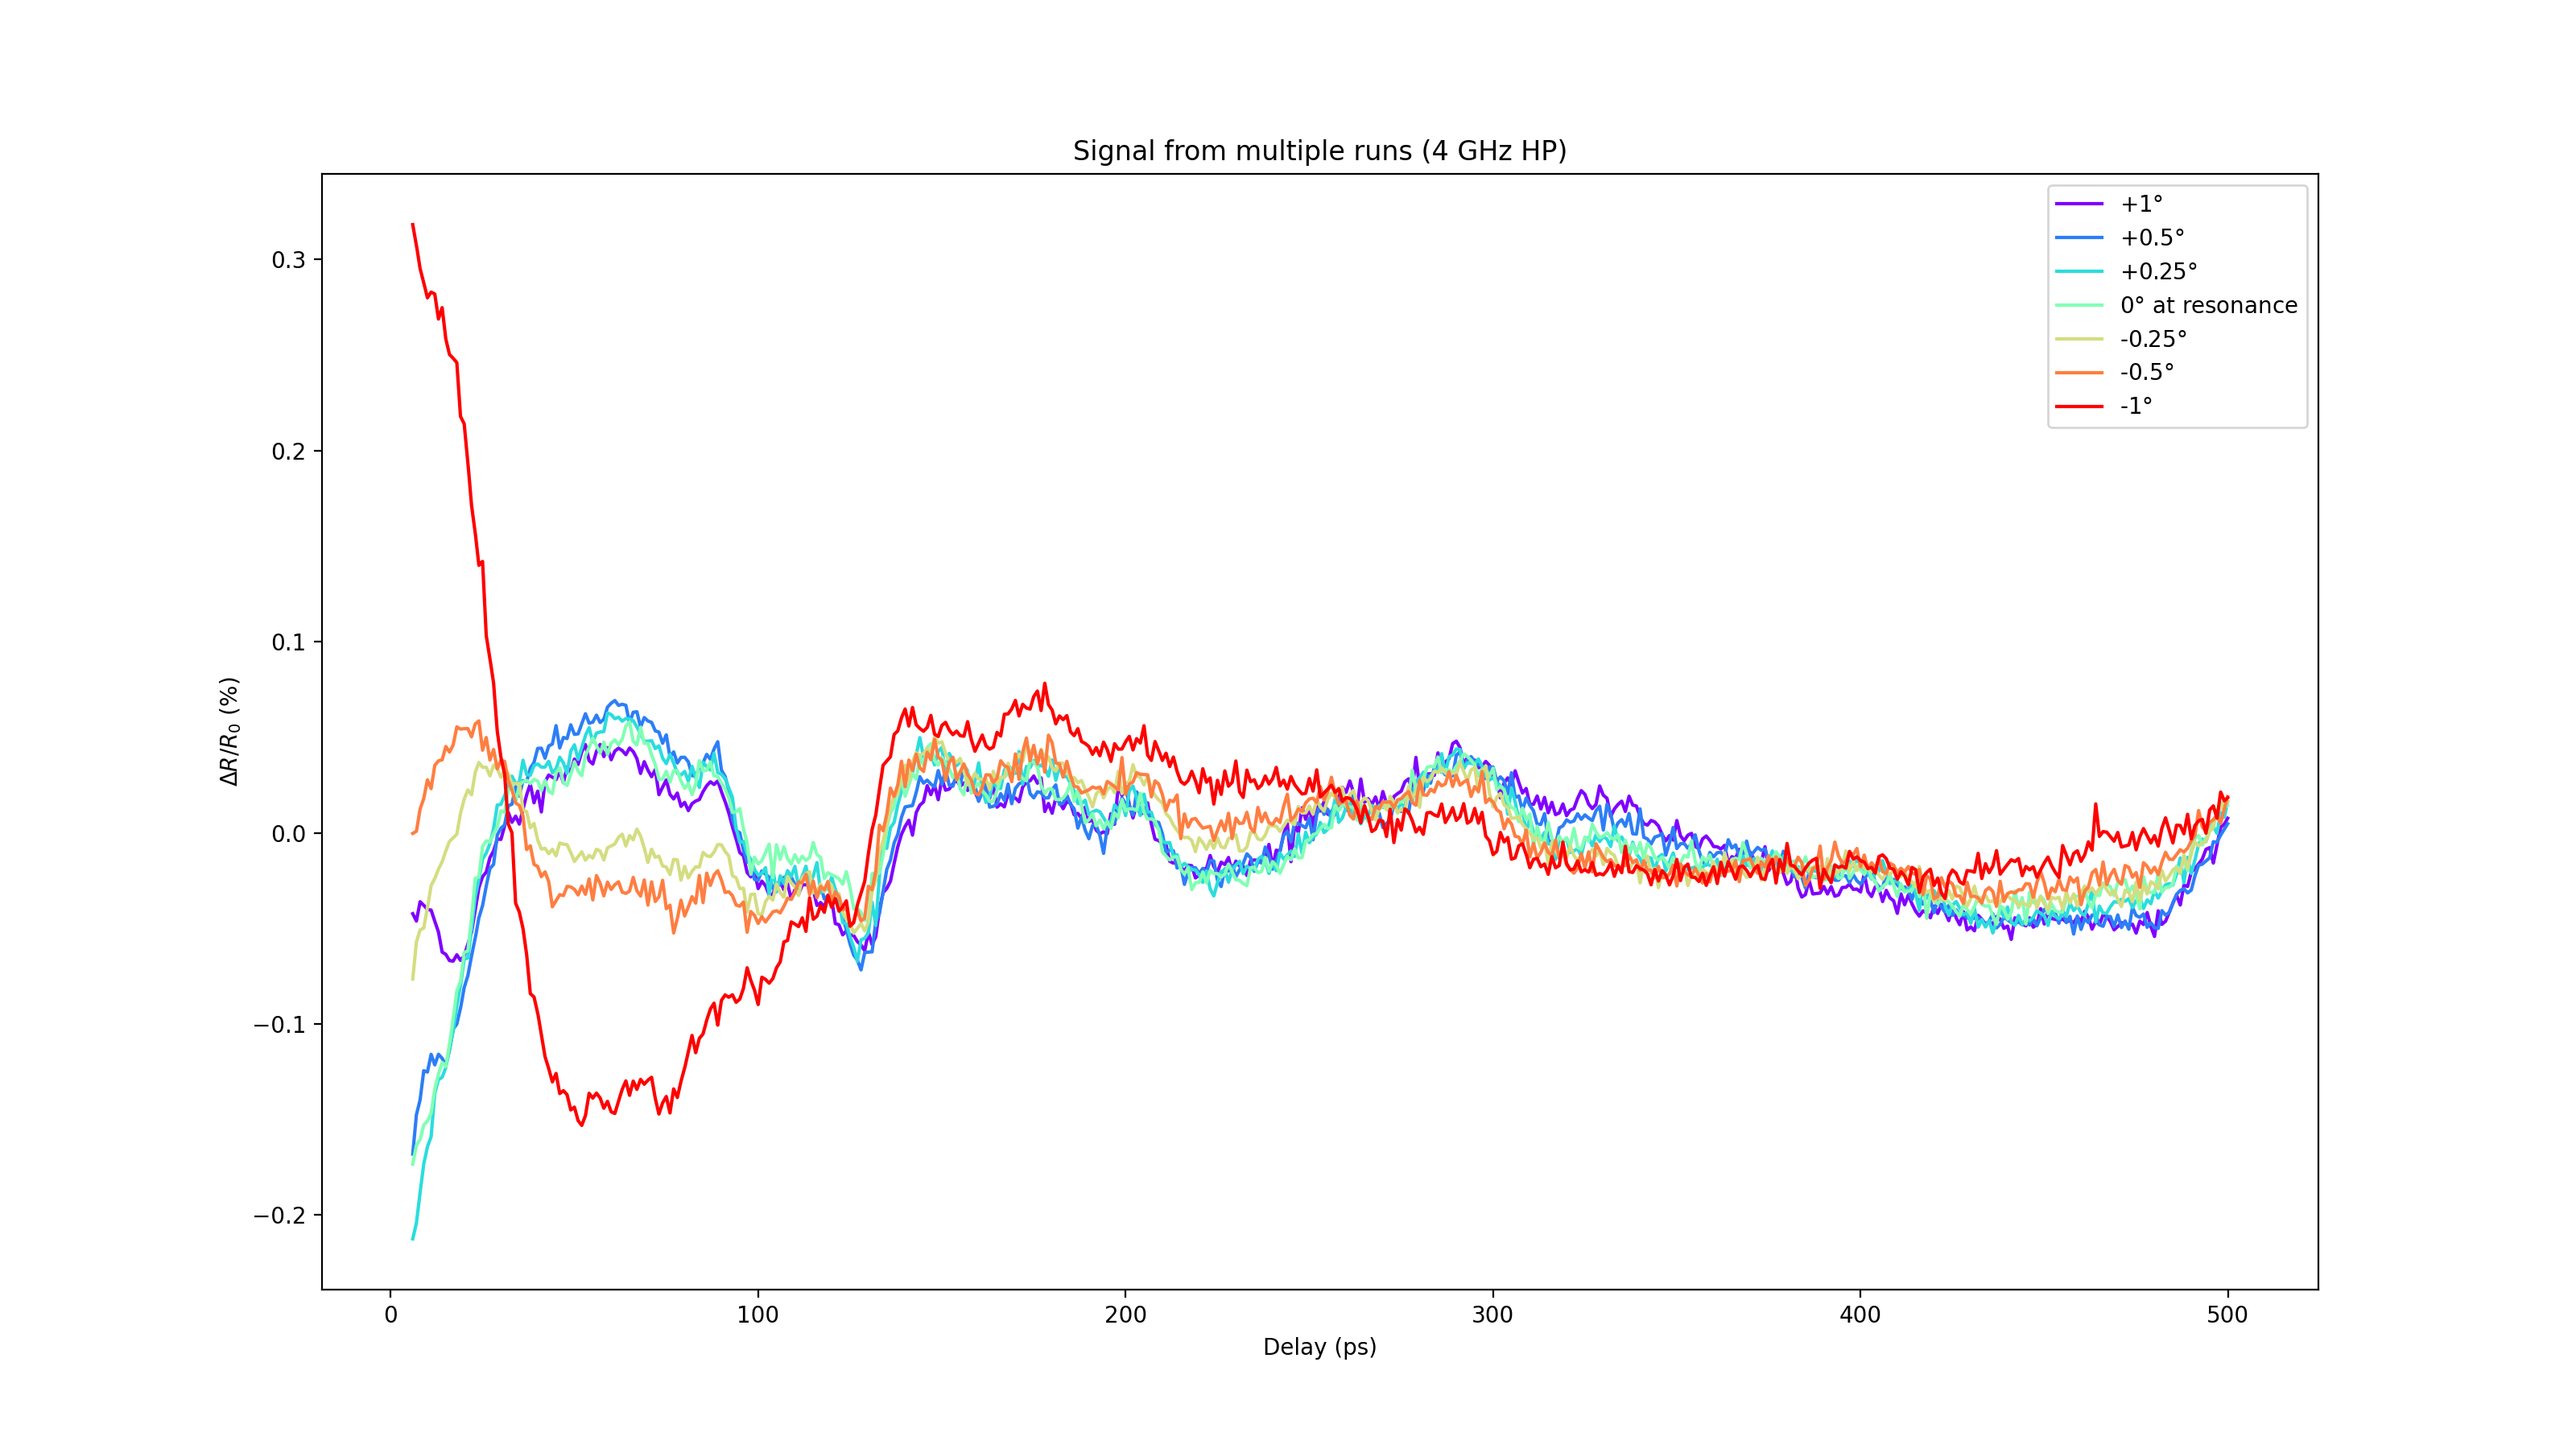 Signal from multiple runs (4 GHz HP)
+1°
+0.5°
+0.25°
0° at resonance
-0.25°
-0.5°
-1°
ΔR/R₀ (%)
0.3
0.2
0.1
0.0
−0.1
−0.2
0 100 200 300 400 500
Delay (ps)